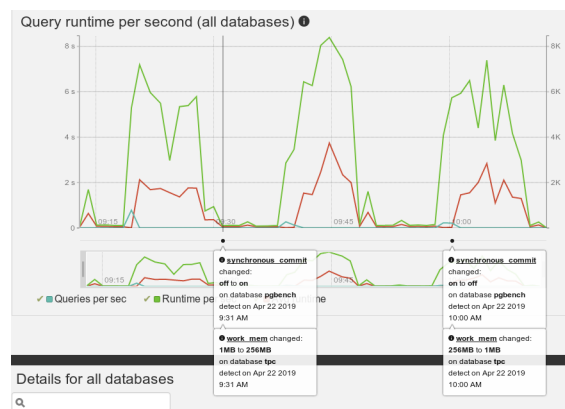 Query runtime per second (all databases)
8 s
8K
6 s
6K
4 s
4K
2 s
2K
0
09:15
09:30
09:45
10:00
09:15
09:45
Queries per sec
Runtime pe
me
synchronous_commit
changed:
off to on
on database pgbench
detect on Apr 22 2019
9:31 AM
work_mem changed:
1MB to 256MB
on database tpc
detect on Apr 22 2019
9:31 AM
synchronous_commit
changed:
on to off
on database pgbench
detect on Apr 22 2019
10:00 AM
work_mem changed:
256MB to 1MB
on database tpc
detect on Apr 22 2019
10:00 AM
Details for all databases